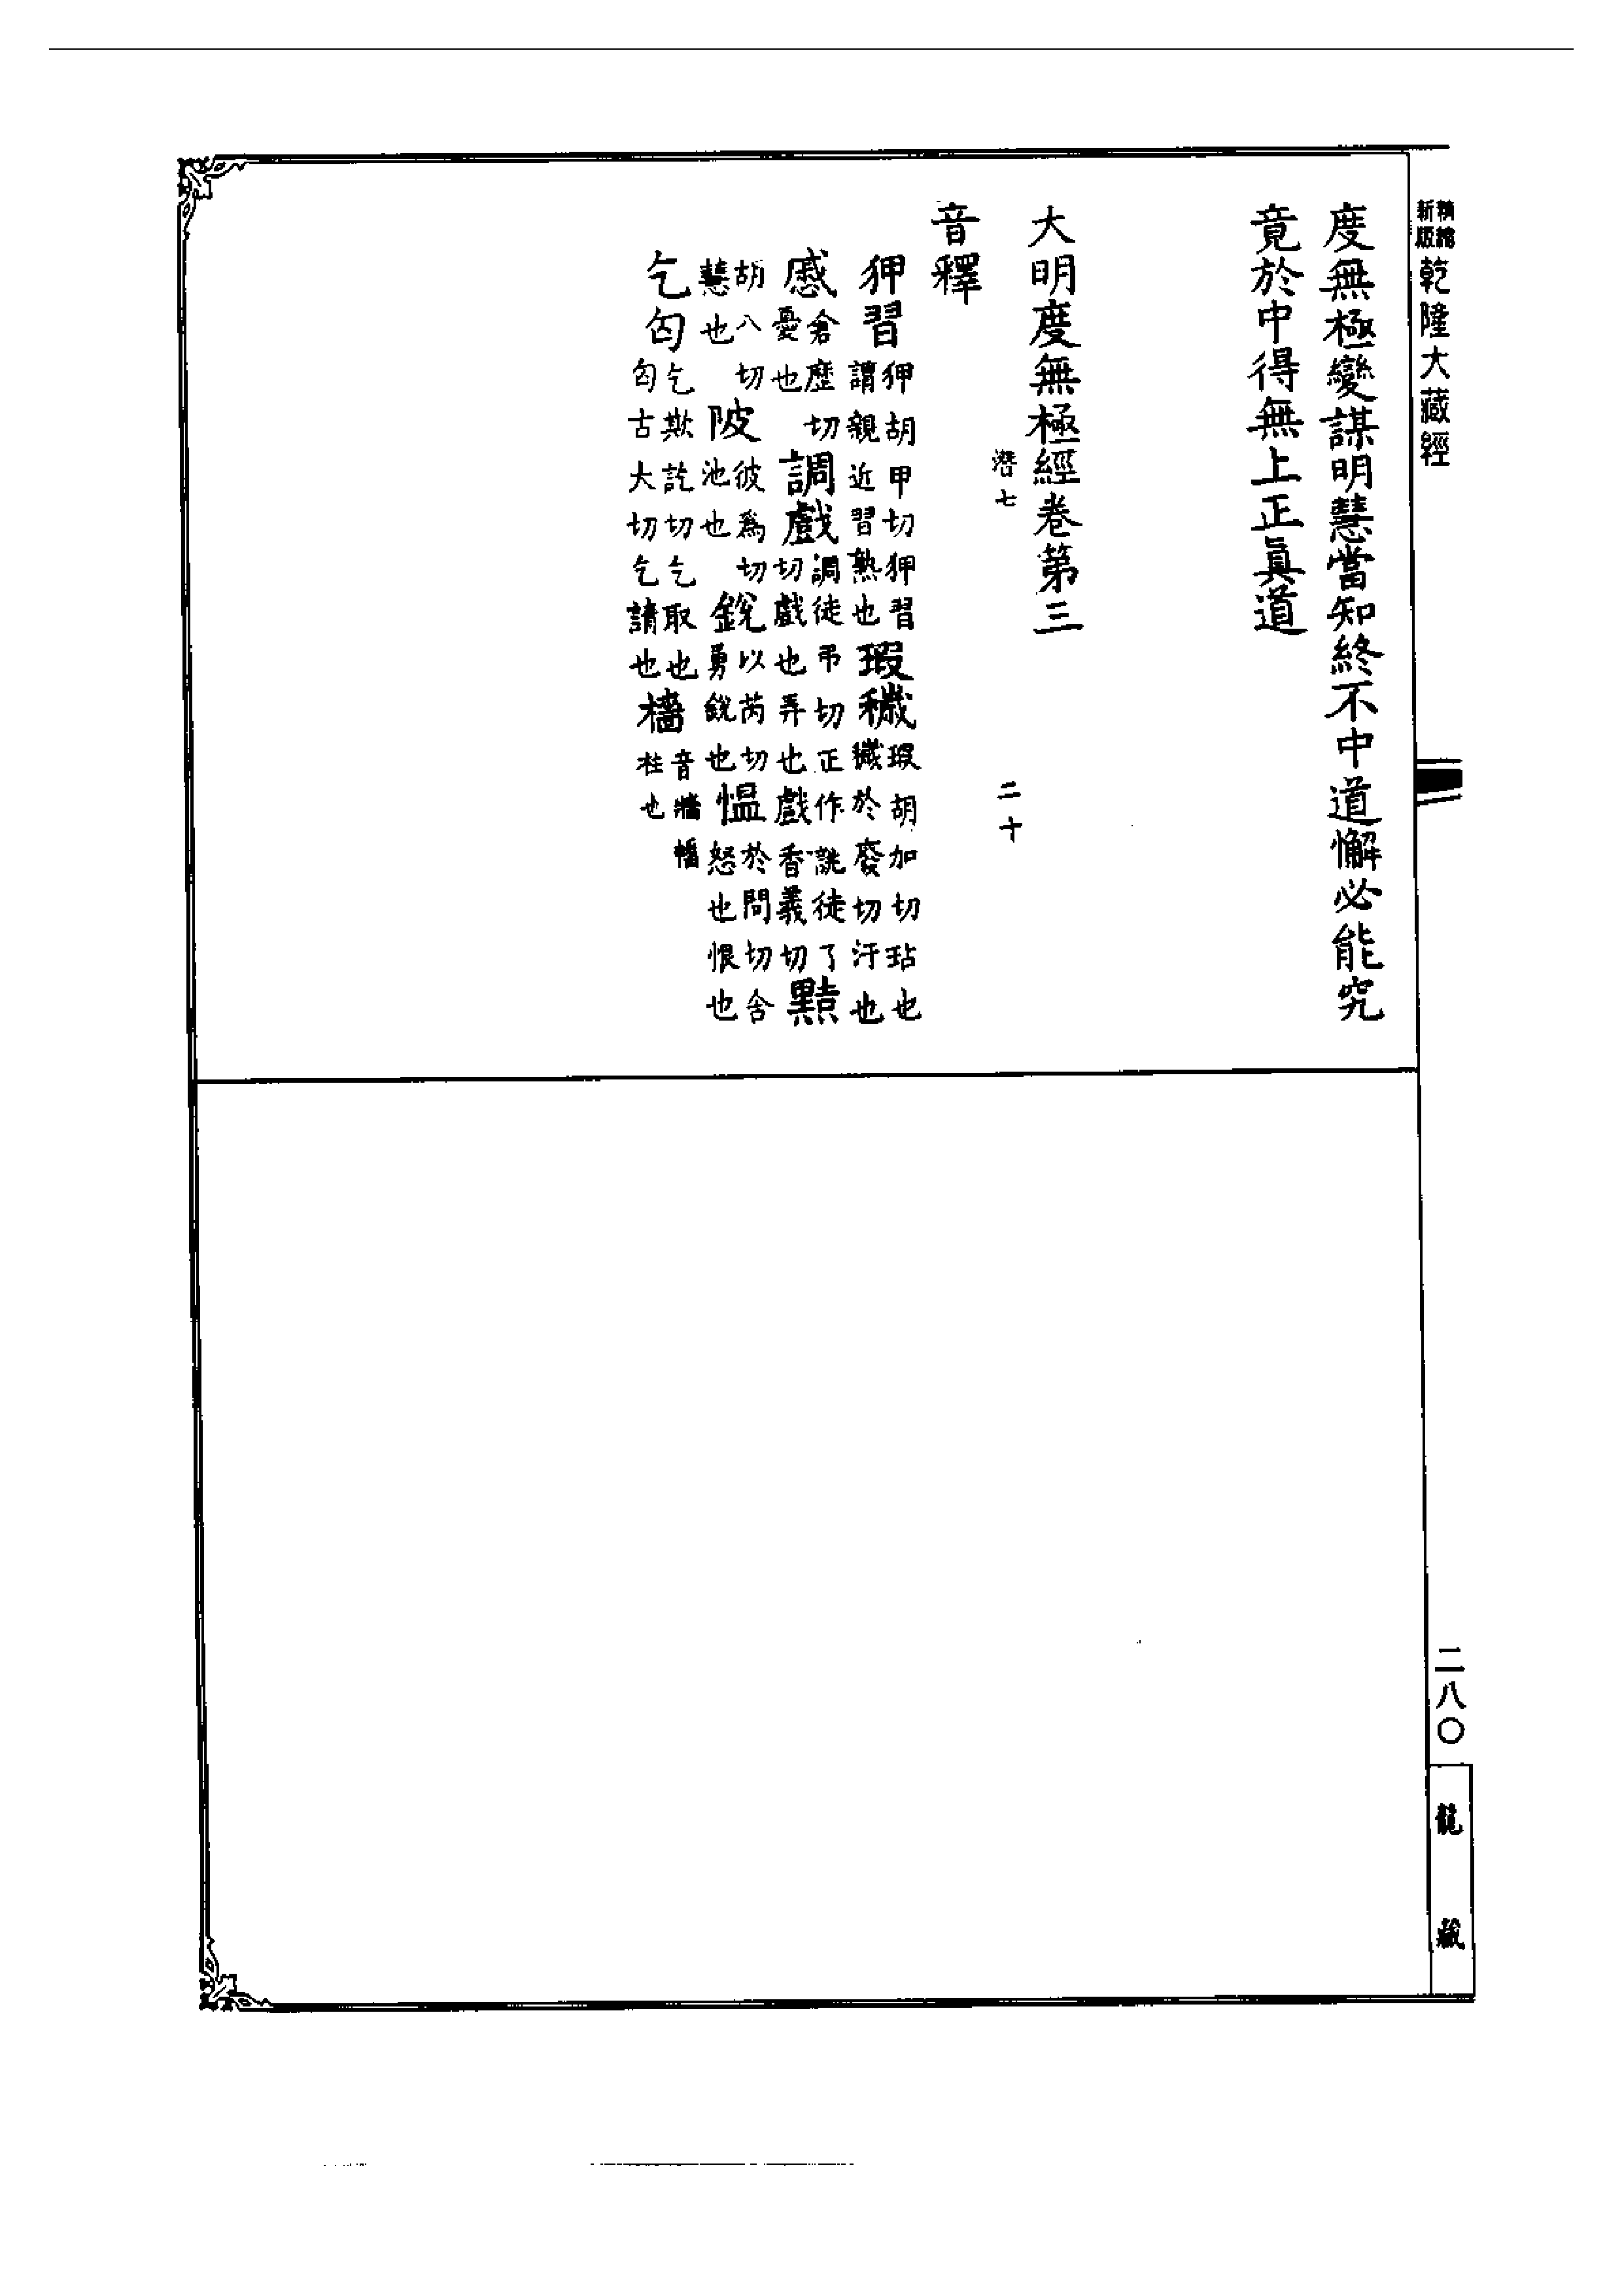 新版
精縮
乾隆大藏經
二八〇
龍藏
度無極變謀明慧當知終不中道懈必能究
竟於中得無上正眞道
大明度無極經卷第三
潛七
二十
音釋
狎習 狎胡甲切狎習謂親近習熟也 瑕穢 瑕胡加切玷也穢於廢切汙也
慼 倉歷切憂也 調戲 調徒弔切正作誂徒了切戲也弄也戲香義切 黠
胡八切慧也 陂 彼為切池也 銳 以芮切勇銳也 愠 於問切含怒也恨也
乞匃 乞欺訖切乞取也匃古大切乞請也 檣 音牆檣柱也